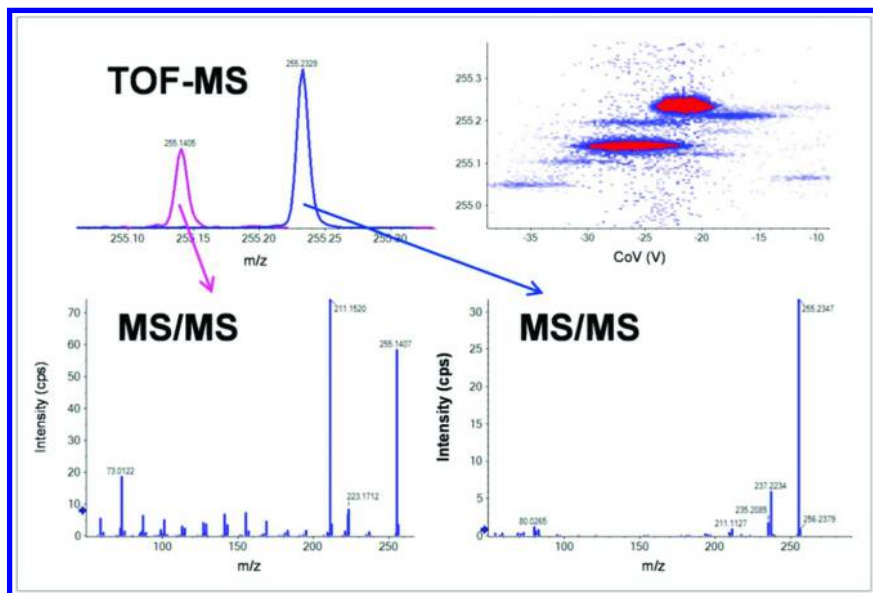 TOF-MS
255.2329
255.1405
255.10 255.15 255.20 255.25 255.30
m/z
255.3
255.2
255.1
255.0
-35 -30 -25 -20 -15 -10
CoV (V)
MS/MS
211.1520
255.1407
73.0122
223.1712
70
60
50
40
30
20
10
0
Intensity (cps)
100 150 200 250
m/z
MS/MS
255.2347
237.2234
235.2085
256.2379
80.0265
211.1127
30
25
20
15
10
5
0
Intensity (cps)
100 150 200 250
m/z